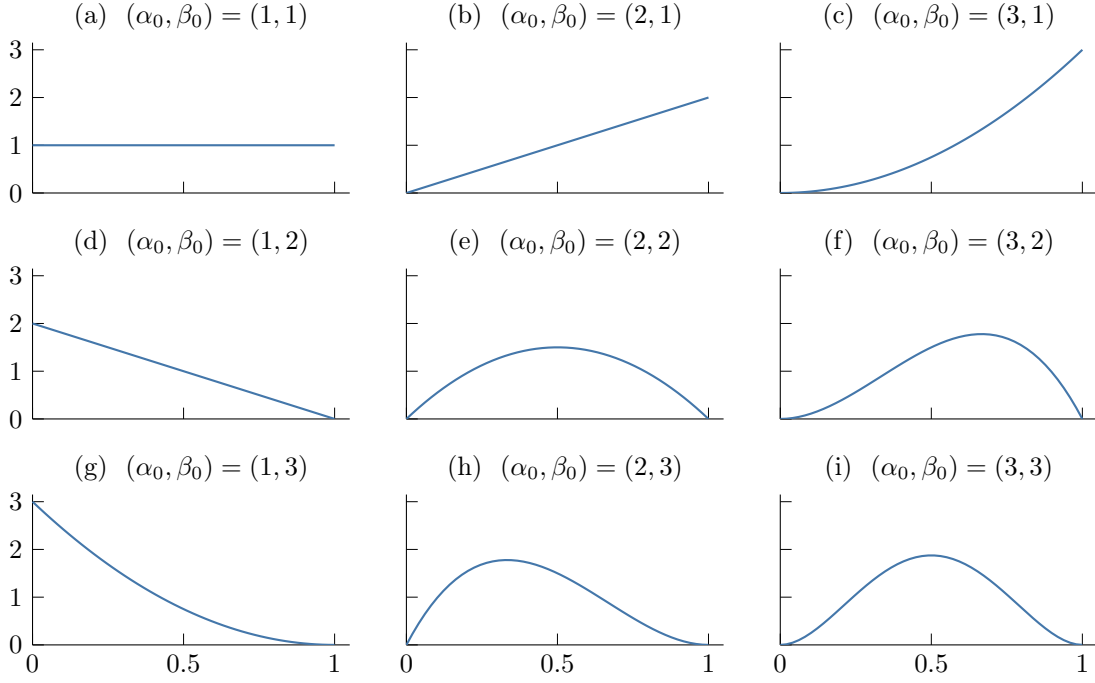 (a) (α₀, β₀) = (1, 1)
(b) (α₀, β₀) = (2, 1)
(c) (α₀, β₀) = (3, 1)
3
2
1
0
(d) (α₀, β₀) = (1, 2)
(e) (α₀, β₀) = (2, 2)
(f) (α₀, β₀) = (3, 2)
3
2
1
0
(g) (α₀, β₀) = (1, 3)
(h) (α₀, β₀) = (2, 3)
(i) (α₀, β₀) = (3, 3)
3
2
1
0
0 0.5 1
0 0.5 1
0 0.5 1